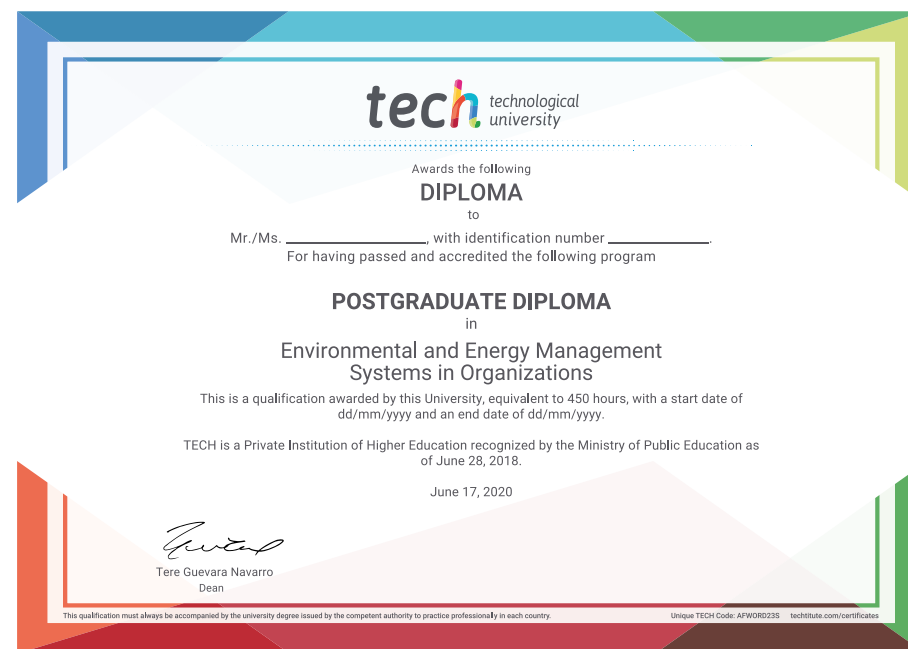 tech technological
university
Awards the following
DIPLOMA
to
Mr./Ms. ____________________, with identification number ______________.
For having passed and accredited the following program
POSTGRADUATE DIPLOMA
in
Environmental and Energy Management
Systems in Organizations
This is a qualification awarded by this University, equivalent to 450 hours, with a start date of
dd/mm/yyyy and an end date of dd/mm/yyyy.
TECH is a Private Institution of Higher Education recognized by the Ministry of Public Education as
of June 28, 2018.
June 17, 2020
Tere Guevara Navarro
Dean
This qualification must always be accompanied by the university degree issued by the competent authority to practice professionally in each country. Unique TECH Code: AFWORD23S techtitute.com/certificates